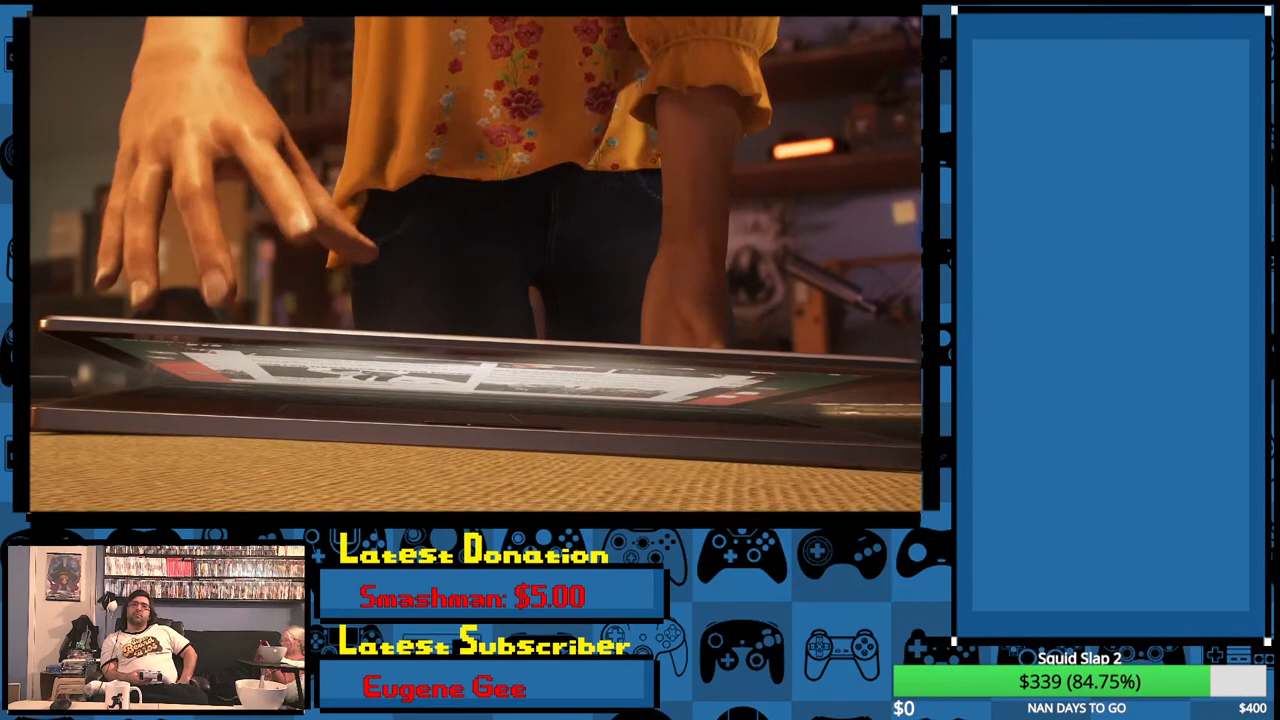 Latest Donation
Smashman: $5.00
Latest Subscriber
Eugene Gee
Squid Slap 2
$339 (84.75%)
$0
NAN DAYS TO GO
$400